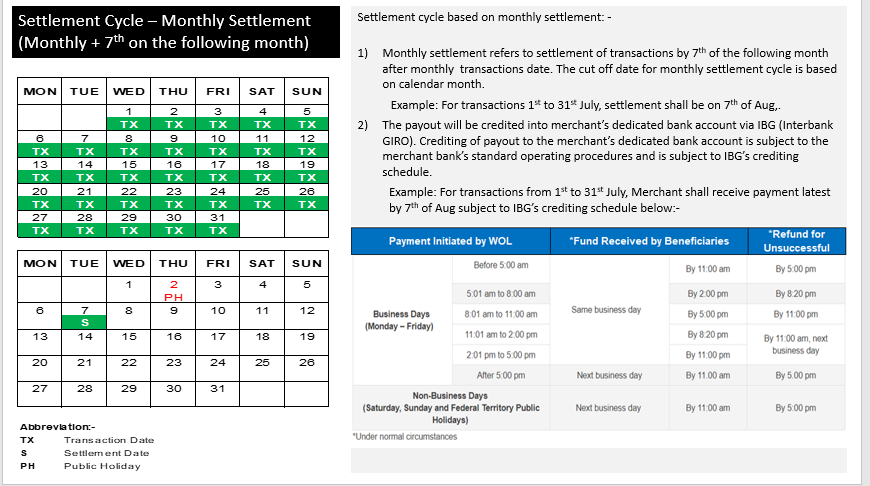 Settlement Cycle – Monthly Settlement
(Monthly + 7th on the following month)
MON TUE WED THU FRI SAT SUN
1 2 3 4 5
TX TX TX TX TX
6 7 8 9 10 11 12
TX TX TX TX TX TX TX
13 14 15 16 17 18 19
TX TX TX TX TX TX TX
20 21 22 23 24 25 26
TX TX TX TX TX TX TX
27 28 29 30 31
TX TX TX TX TX
MON TUE WED THU FRI SAT SUN
1 2 3 4 5
PH
6 7 8 9 10 11 12
S
13 14 15 16 17 18 19
20 21 22 23 24 25 26
27 28 29 30 31
Abbreviation:-
TX Transaction Date
S Settlement Date
PH Public Holiday
Settlement cycle based on monthly settlement: -
1) Monthly settlement refers to settlement of transactions by 7th of the following month
after monthly transactions date. The cut off date for monthly settlement cycle is based
on calendar month.
Example: For transactions 1st to 31st July, settlement shall be on 7th of Aug,.
2) The payout will be credited into merchant's dedicated bank account via IBG (Interbank
GIRO). Crediting of payout to the merchant's dedicated bank account is subject to the
merchant bank's standard operating procedures and is subject to IBG's crediting
schedule.
Example: For transactions from 1st to 31st July, Merchant shall receive payment latest
by 7th of Aug subject to IBG's crediting schedule below:-
Payment Initiated by WOL *Fund Received by Beneficiaries *Refund for
Unsuccessful
Before 5:00 am By 11:00 am By 5:00 pm
5:01 am to 8:00 am By 2:00 pm By 8:20 pm
Business Days
(Monday – Friday)
8:01 am to 11:00 am Same business day By 5:00 pm By 11:00 pm
11:01 am to 2:00 pm By 8:20 pm By 11:00 am, next
business day
2:01 pm to 5:00 pm By 11:00 pm
After 5:00 pm Next business day By 11.00 am By 5.00 pm
Non-Business Days
(Saturday, Sunday and Federal Territory Public
Holidays)
Next business day By 11:00 am By 5:00 pm
*Under normal circumstances